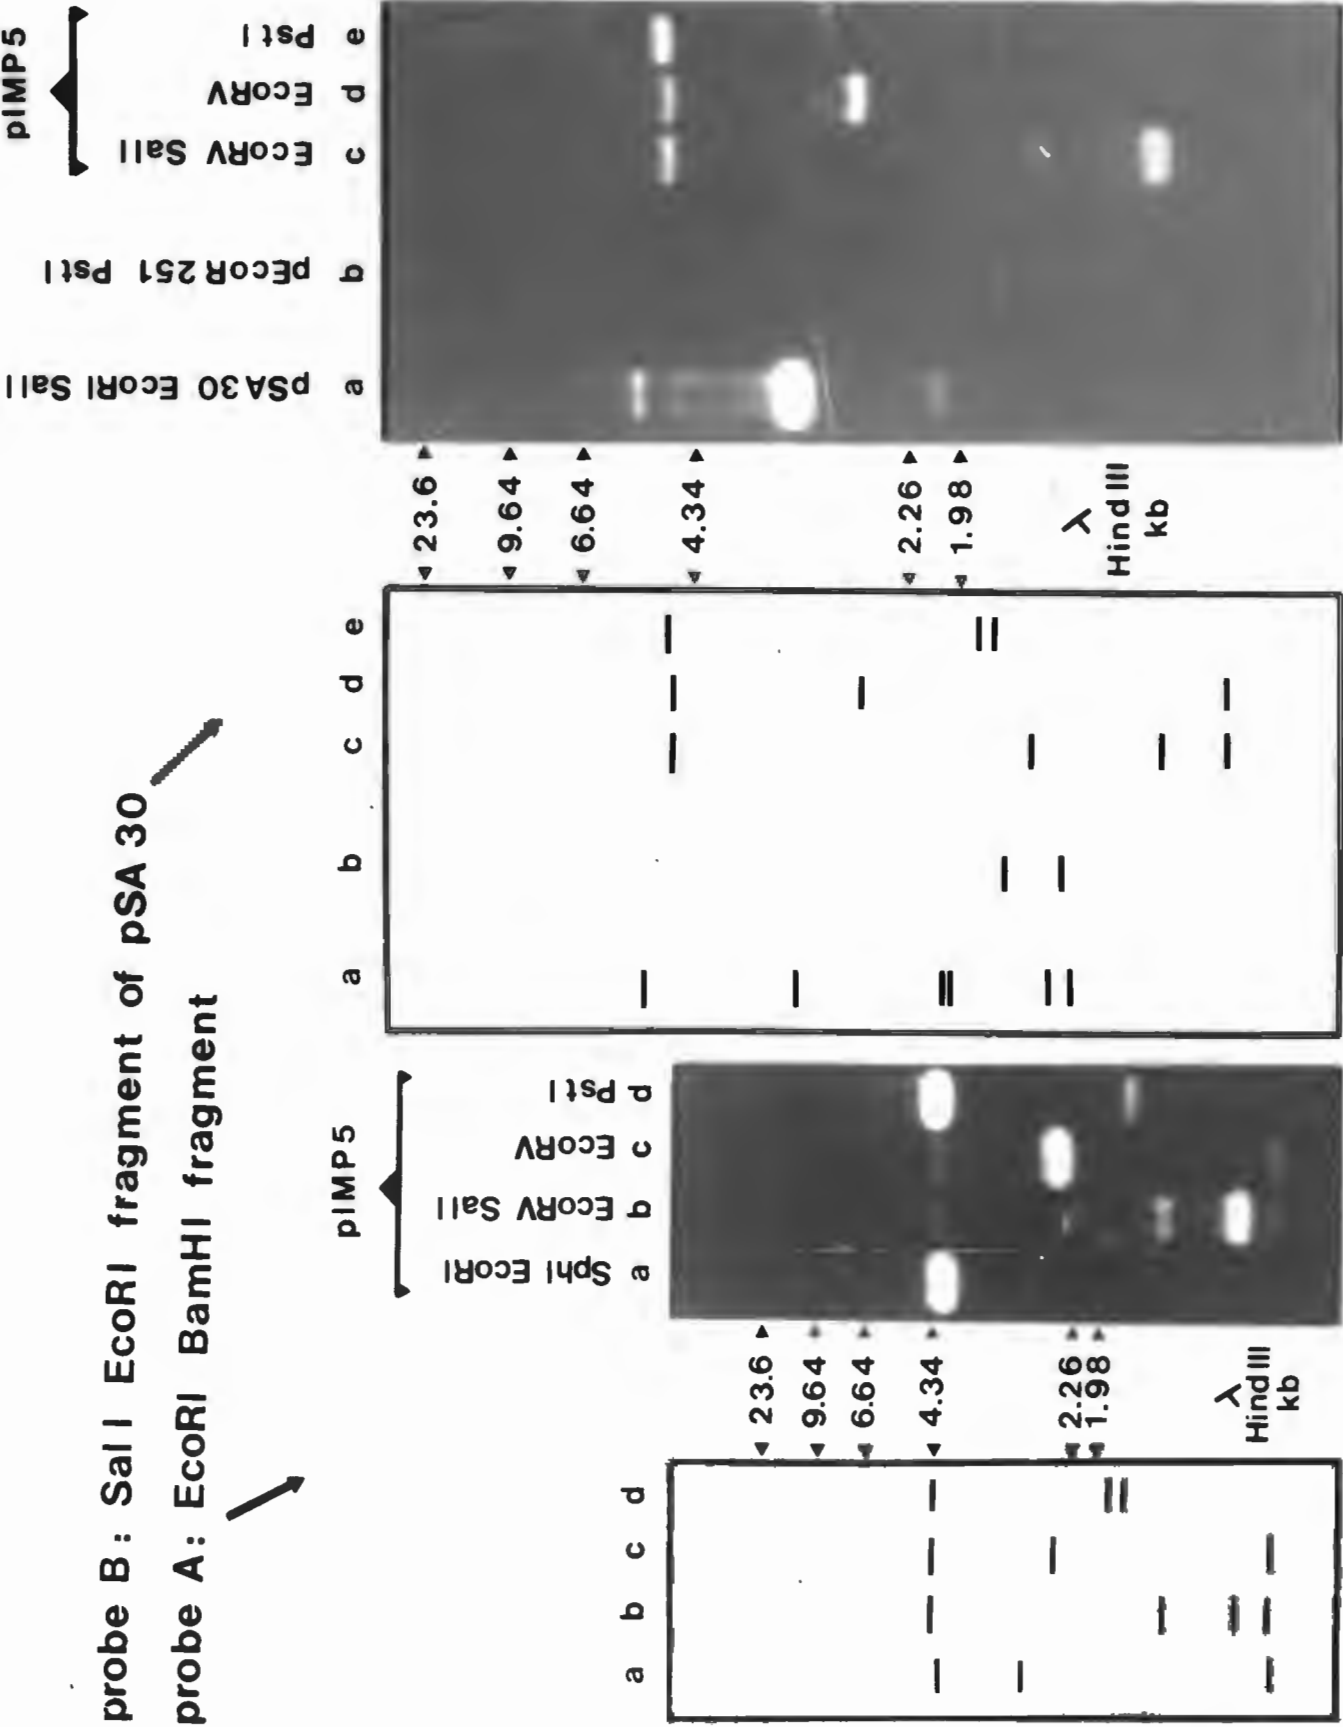 probe B: Sal I EcoRI fragment of pSA 30
probe A: EcoRI BamHI fragment
pIMP5
SphI EcoRI
EcoRV SalI
EcoRV
PstI
a b c d
23.6
9.64
6.64
4.34
2.26
1.98
λ
HindIII
kb
a b c d
pIMP5
pSA30 EcoRI SalI
pEcoR251 PstI
EcoRV SalI
EcoRV
PstI
a b c d e
23.6
9.64
6.64
4.34
2.26
1.98
λ
HindIII
kb
a b c d e